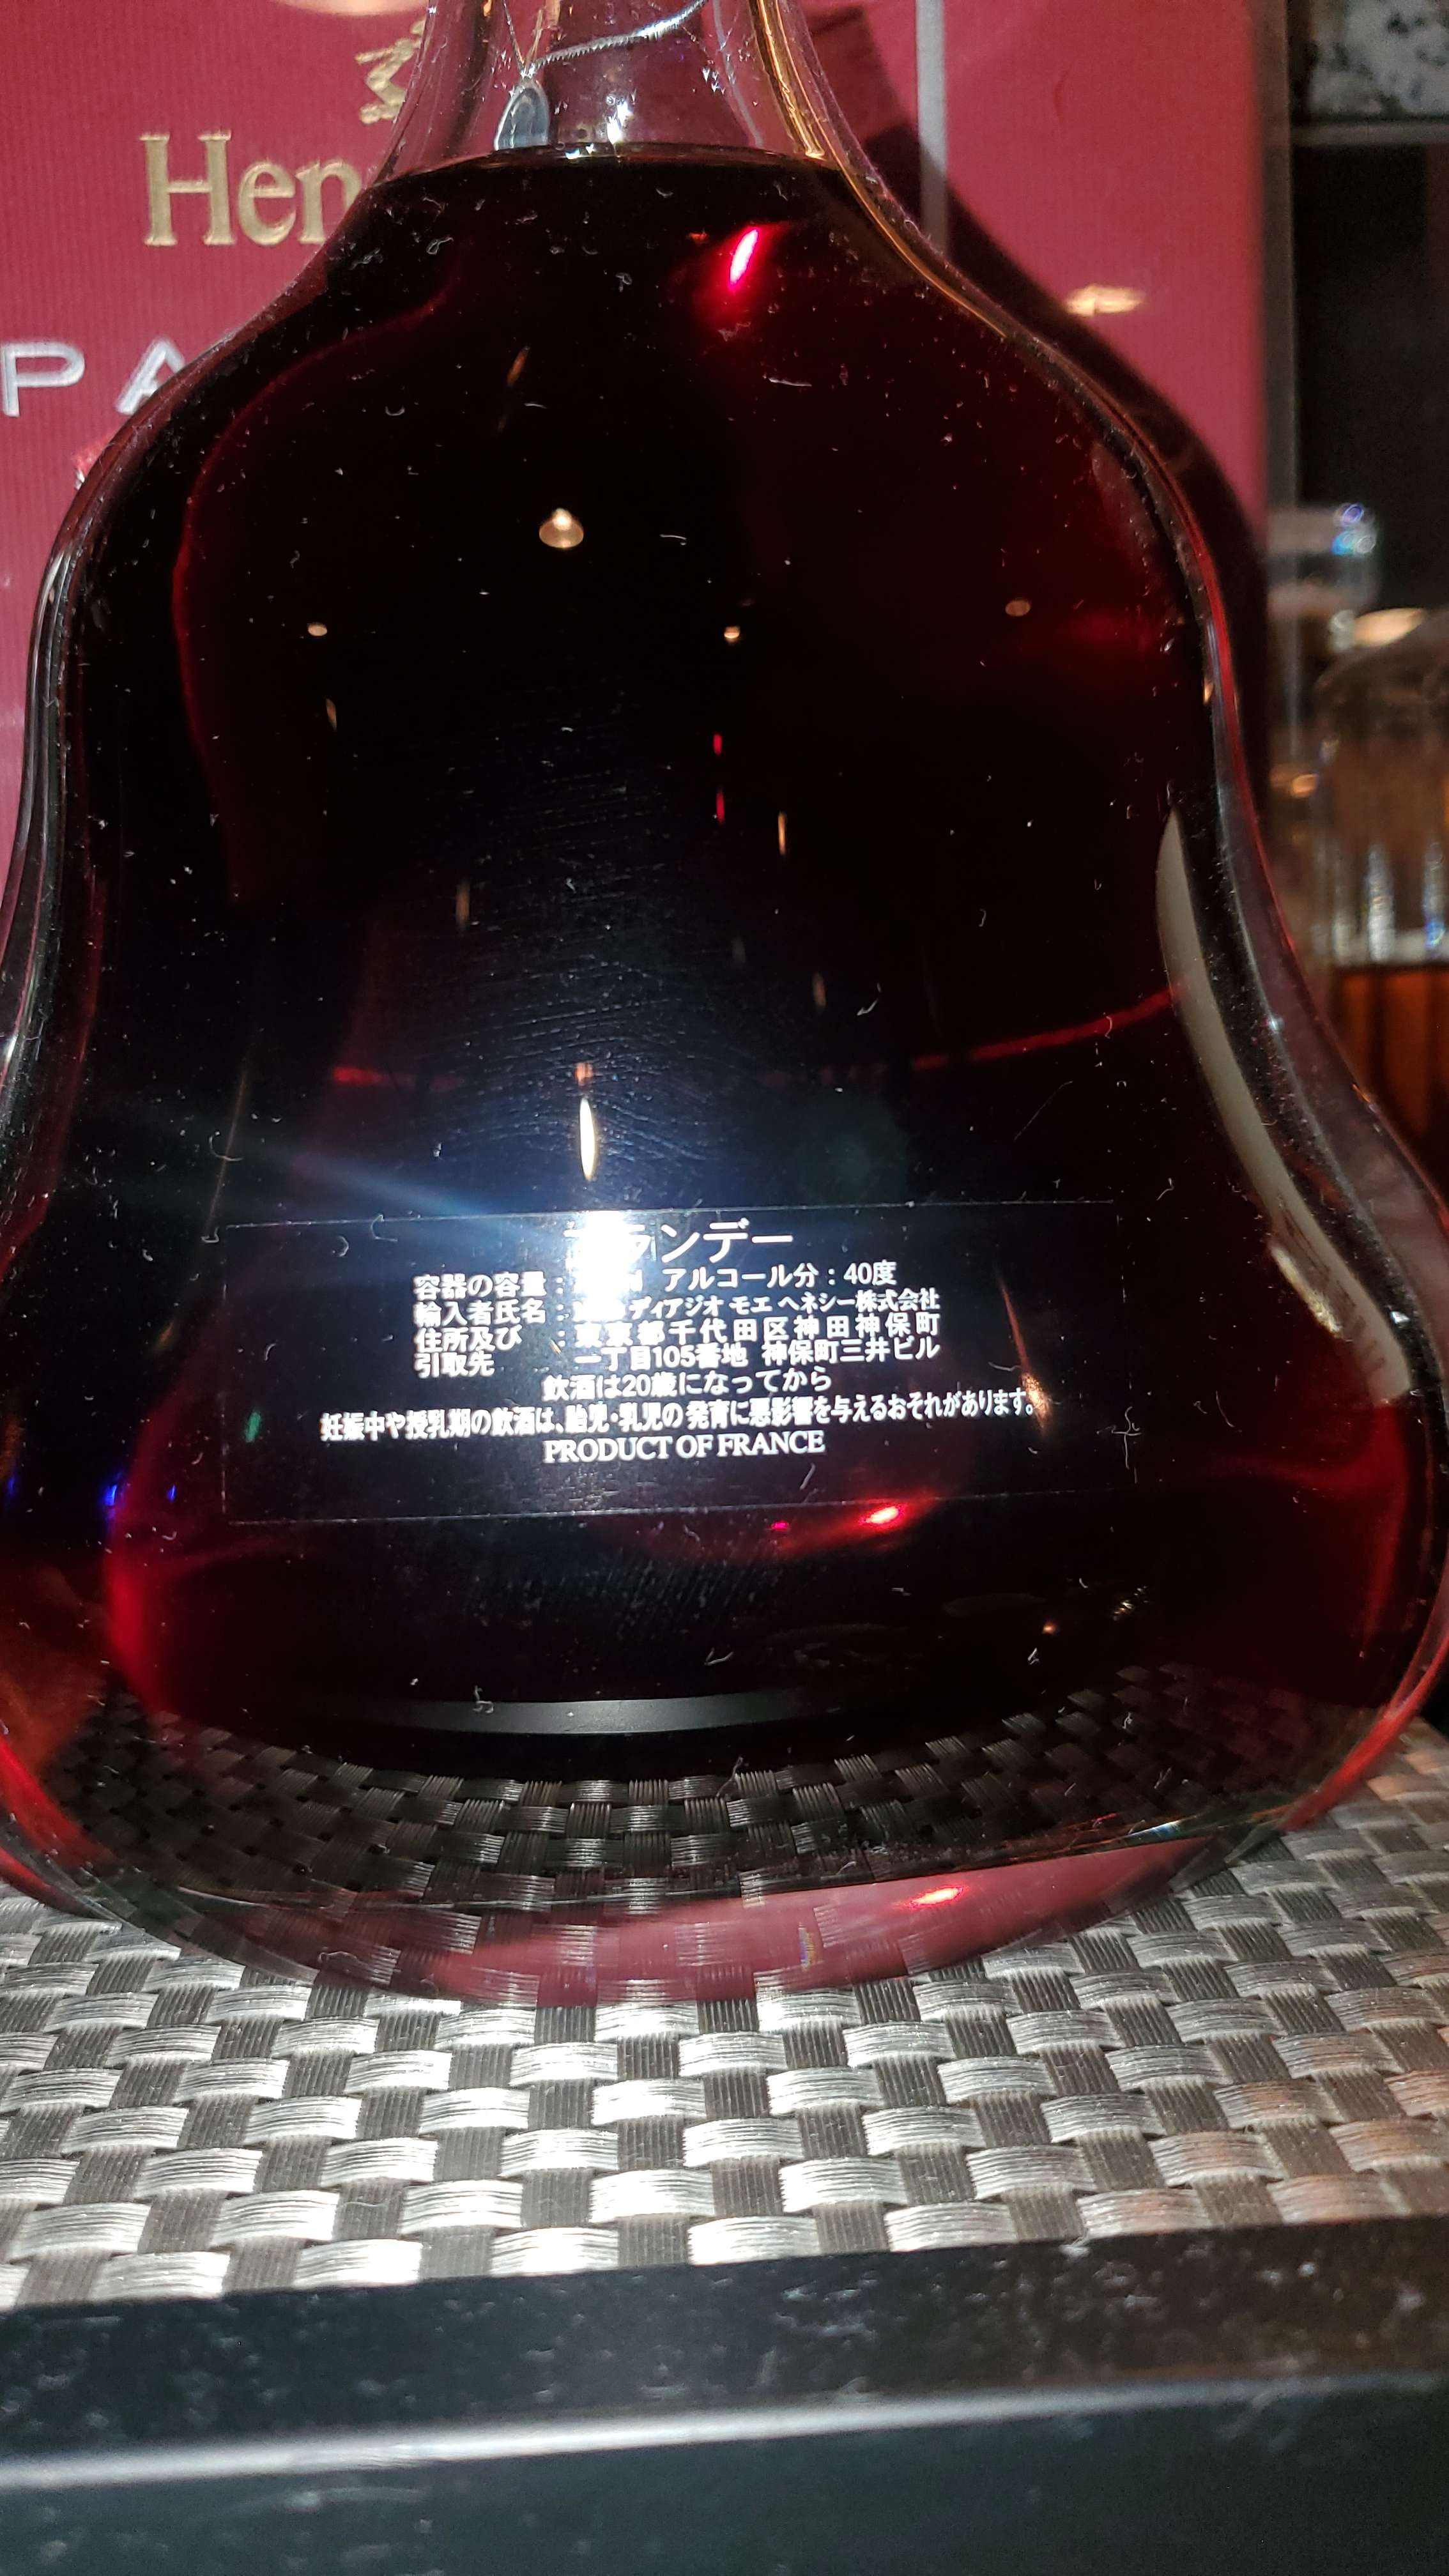 Hen
PA
ランデー
容器の容量 : アルコール分 : 40度
輸入者氏名 : ディアジオ モエ ヘネシー株式会社
住所及び : 東京都千代田区神田神保町
引取先 一丁目105番地 神保町三井ビル
飲酒は20歳になってから
妊娠中や授乳期の飲酒は、胎児・乳児の発育に悪影響を与えるおそれがあります。
PRODUCT OF FRANCE